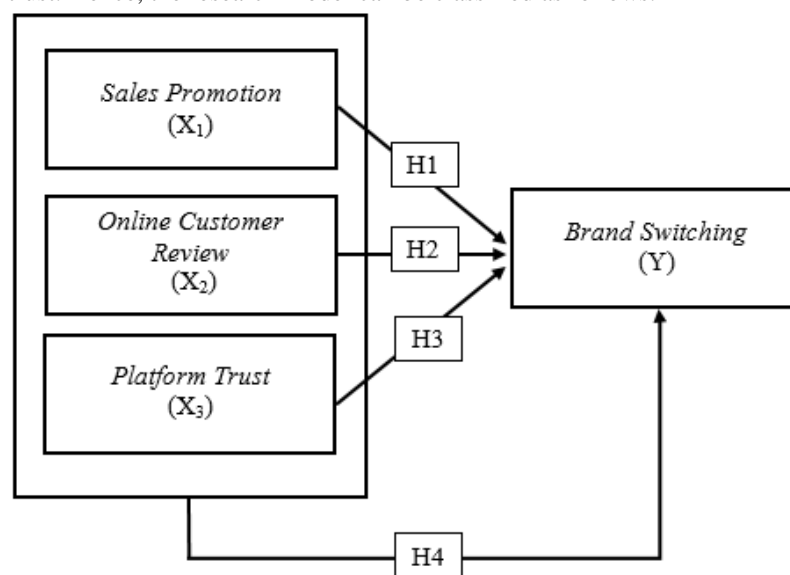 Sales Promotion
(X₁)
H1
Online Customer
Review
(X₂)
H2
Brand Switching
(Y)
H3
Platform Trust
(X₃)
H4